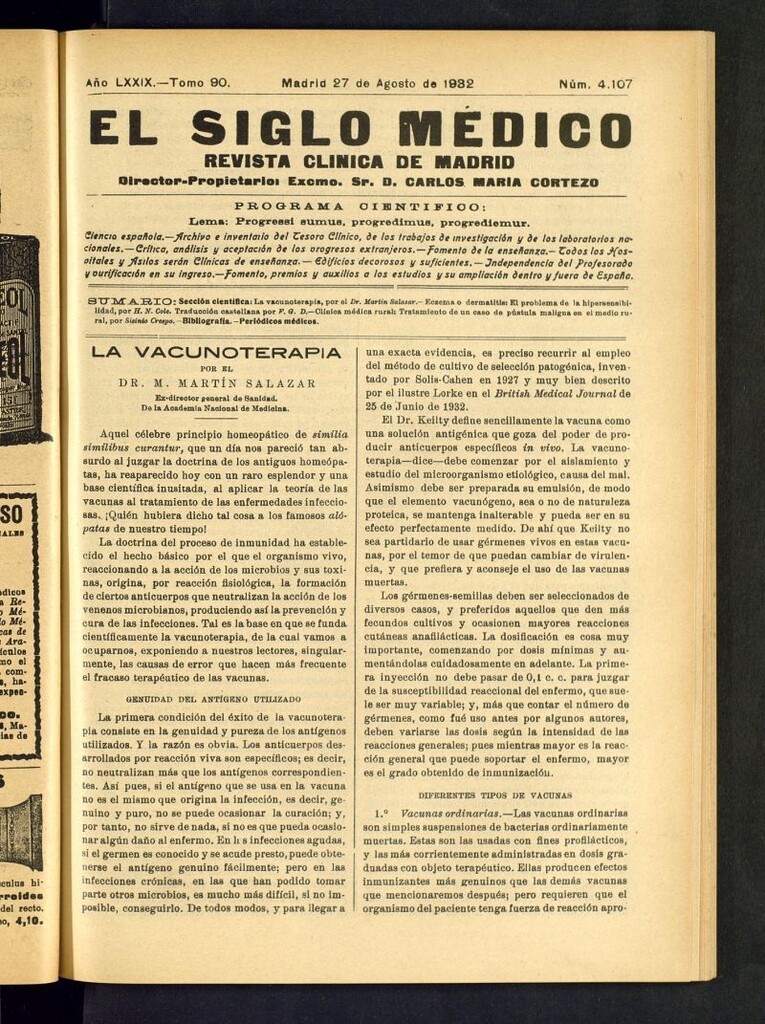 Año LXXIX.—Tomo 90. Madrid 27 de Agosto de 1932 Núm. 4.107
EL SIGLO MÉDICO
REVISTA CLINICA DE MADRID
Director-Propietario: Excmo. Sr. D. CARLOS MARIA CORTEZO
PROGRAMA CIENTIFICO:
Lema: Progressi sumus, progredimus, progrediemur.
Ciencia española.—Archivo e inventario del Tesoro Clínico, de los trabajos de investigación y de los laboratorios na-
cionales.—Crítica, análisis y aceptación de los progresos extranjeros.—Fomento de la enseñanza.—Todos los Hos-
pitales y Asilos serán Clínicas de enseñanza.—Edificios decorosos y suficientes.—Independencia del Profesorado
y purificación en su ingreso.—Fomento, premios y auxilios a los estudios y su ampliación dentro y fuera de España.
SUMARIO: Sección científica: La vacunoterapia, por el Dr. Martín Salazar.—Eczema o dermatitis: El problema de la hipersensibi-
lidad, por H. N. Cole. Traducción castellana por F. G. D.—Clínica médica rural: Tratamiento de un caso de pústula maligna en el medio ru-
ral, por Sisinio Crespo.—Bibliografía.—Periódicos médicos.
LA VACUNOTERAPIA
POR EL
DR. M. MARTÍN SALAZAR
Ex-director general de Sanidad.
De la Academia Nacional de Medicina.
Aquel célebre principio homeopático de similia
similibus curantur, que un día nos pareció tan ab-
surdo al juzgar la doctrina de los antiguos homeópa-
tas, ha reaparecido hoy con un raro esplendor y una
base científica inusitada, al aplicar la teoría de las
vacunas al tratamiento de las enfermedades infeccio-
sas. ¡Quién hubiera dicho tal cosa a los famosos aló-
patas de nuestro tiempo!
La doctrina del proceso de inmunidad ha estable-
cido el hecho básico por el que el organismo vivo,
reaccionando a la acción de los microbios y sus toxi-
nas, origina, por reacción fisiológica, la formación
de ciertos anticuerpos que neutralizan la acción de los
venenos microbianos, produciendo así la prevención y
cura de las infecciones. Tal es la base en que se funda
científicamente la vacunoterapia, de la cual vamos a
ocuparnos, exponiendo a nuestros lectores, singular-
mente, las causas de error que hacen más frecuente
el fracaso terapéutico de las vacunas.
GENUIDAD DEL ANTÍGENO UTILIZADO
La primera condición del éxito de la vacunotera-
pia consiste en la genuidad y pureza de los antígenos
utilizados. Y la razón es obvia. Los anticuerpos des-
arrollados por reacción viva son específicos; es decir,
no neutralizan más que los antígenos correspondien-
tes. Así pues, si el antígeno que se usa en la vacuna
no es el mismo que origina la infección, es decir, ge-
nuino y puro, no se puede ocasionar la curación; y,
por tanto, no sirve de nada, si no es que pueda ocasio-
nar algún daño al enfermo. En las infecciones agudas,
si el germen es conocido y se acude presto, puede obte-
nerse el antígeno genuino fácilmente; pero en las
infecciones crónicas, en las que han podido tomar
parte otros microbios, es mucho más difícil, si no im-
posible, conseguirlo. De todos modos, y para llegar a
una exacta evidencia, es preciso recurrir al empleo
del método de cultivo de selección patogénica, inven-
tado por Solis-Cahen en 1927 y muy bien descrito
por el ilustre Lorke en el British Medical Journal de
25 de Junio de 1932.
El Dr. Keilty define sencillamente la vacuna como
una solución antigénica que goza del poder de pro-
ducir anticuerpos específicos in vivo. La vacuno-
terapia—dice—debe comenzar por el aislamiento y
estudio del microorganismo etiológico, causa del mal.
Asimismo debe ser preparada su emulsión, de modo
que el elemento vacunógeno, sea o no de naturaleza
proteica, se mantenga inalterable y pueda ser en su
efecto perfectamente medido. De ahí que Keilty no
sea partidario de usar gérmenes vivos en estas vacu-
nas, por el temor de que puedan cambiar de virulen-
cia, y que prefiera y aconseje el uso de las vacunas
muertas.
Los gérmenes-semillas deben ser seleccionados de
diversos casos, y preferidos aquellos que den más
fecundos cultivos y ocasionen mayores reacciones
cutáneas anafilácticas. La dosificación es cosa muy
importante, comenzando por dosis mínimas y au-
mentándolas cuidadosamente en adelante. La prime-
ra inyección no debe pasar de 0,1 c. c. para juzgar
de la susceptibilidad reaccional del enfermo, que sue-
le ser muy variable; y, más que contar el número de
gérmenes, como fué uso antes por algunos autores,
deben variarse las dosis según la intensidad de las
reacciones generales; pues mientras mayor es la reac-
ción general que puede soportar el enfermo, mayor
es el grado obtenido de inmunización.
DIFERENTES TIPOS DE VACUNAS
1.º Vacunas ordinarias.—Las vacunas ordinarias
son simples suspensiones de bacterias ordinariamente
muertas. Estas son las usadas con fines profilácticos,
y las más corrientemente administradas en dosis gra-
duadas con objeto terapéutico. Ellas producen efectos
inmunizantes más genuinos que las demás vacunas
que mencionaremos después; pero requieren que el
organismo del paciente tenga fuerza de reacción apro-